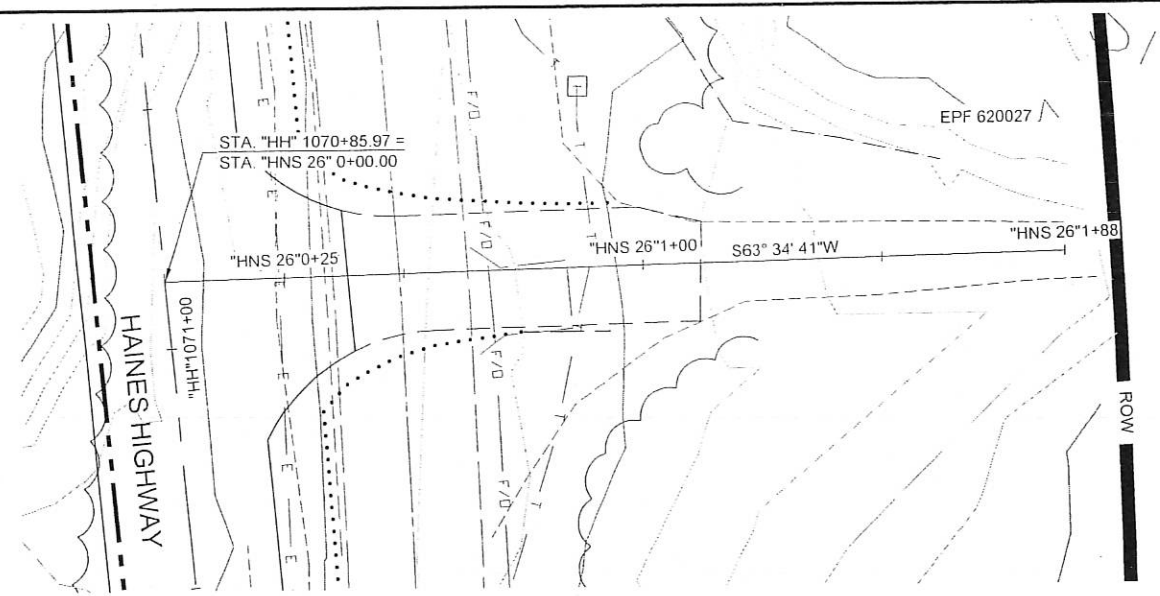 EPF 620027
STA. "HH" 1070+85.97 =
STA. "HNS 26" 0+00.00
"HNS 26"0+25
"HNS 26"1+00
S63° 34' 41"W
"HNS 26"1+88
"HH"1071+00
HAINES HIGHWAY
ROW
E
E
E
E
E
F/O
F/O
F/O
F/O
T
T
T
T
T